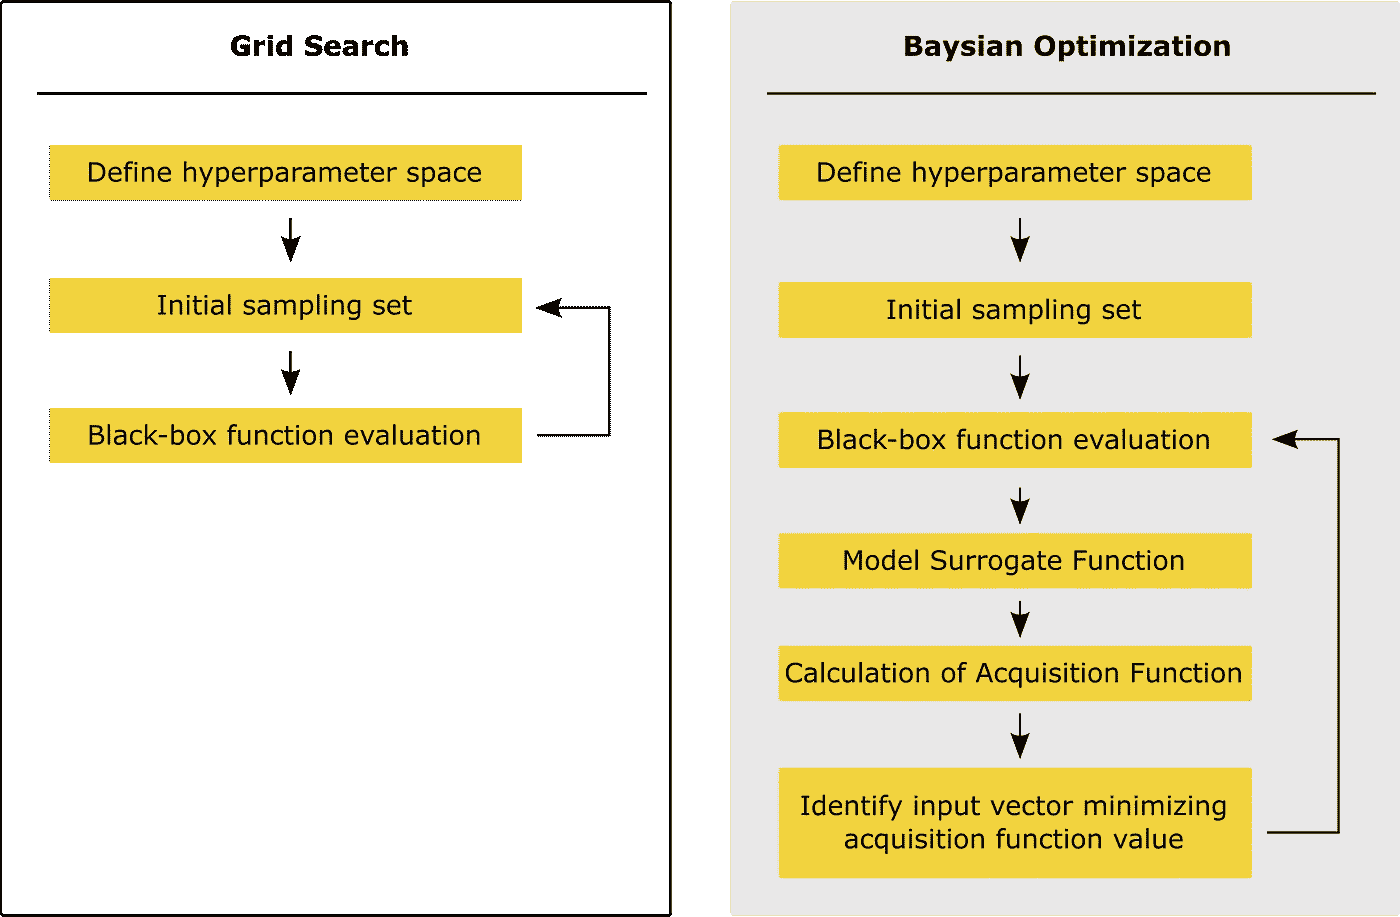 Grid Search
Define hyperparameter space
Initial sampling set
Black-box function evaluation
Baysian Optimization
Define hyperparameter space
Initial sampling set
Black-box function evaluation
Model Surrogate Function
Calculation of Acquisition Function
Identify input vector minimizing
acquisition function value